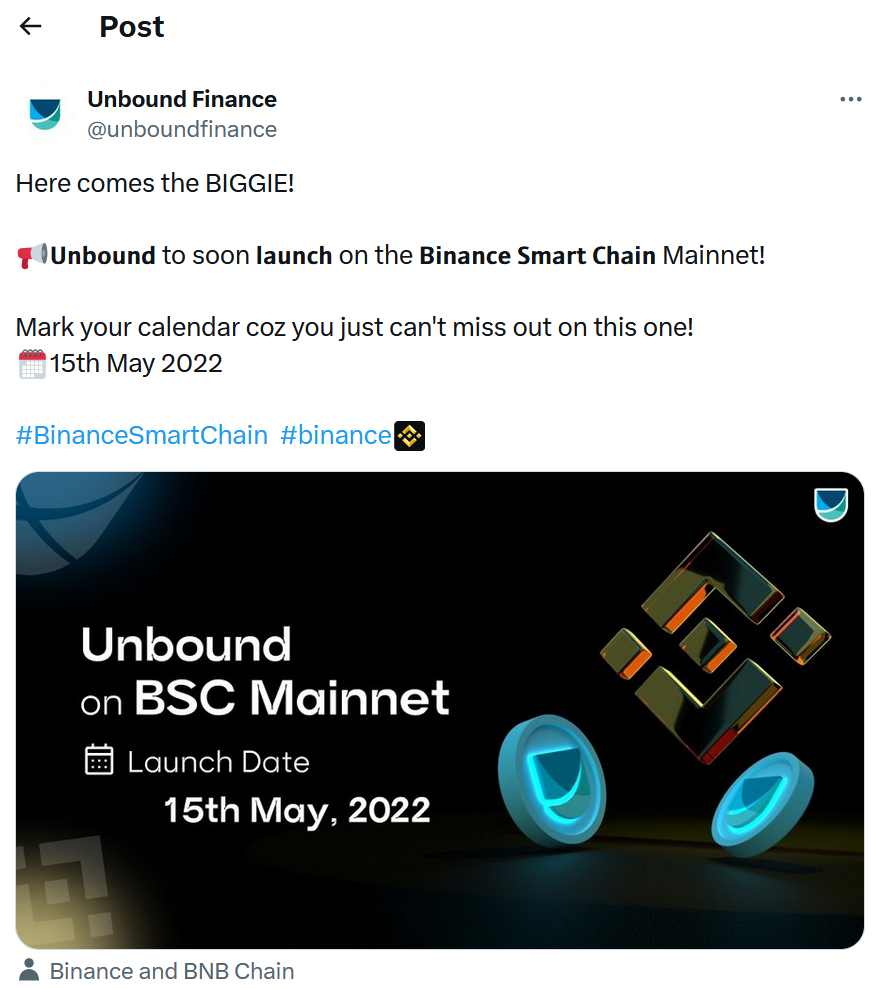 Post
Unbound Finance
@unboundfinance
Here comes the BIGGIE!
📢Unbound to soon launch on the Binance Smart Chain Mainnet!
Mark your calendar coz you just can't miss out on this one!
🗓️15th May 2022
#BinanceSmartChain #binance
Unbound
on BSC Mainnet
Launch Date
15th May, 2022
Binance and BNB Chain